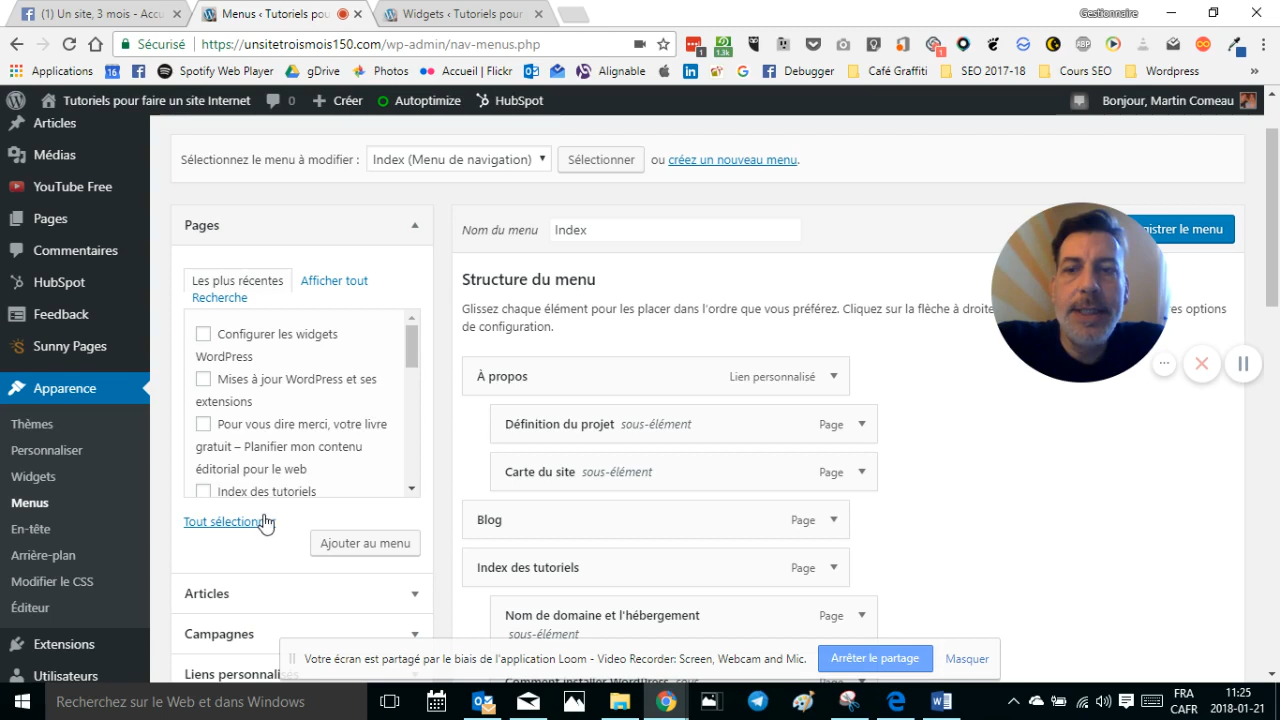 (1) Un site, 3 mois - Accu
Menus ‹ Tutoriels pou
Widgets ‹ Tutoriels pour
Gestionnaire
Sécurisé
https://unsitetroismois150.com/wp-admin/nav-menus.php
1
1.3k
1
ABP
Applications
16
Spotify Web Player
gDrive
Photos
Accueil | Flickr
Alignable
Debugger
Café Graffiti
SEO 2017-18
Cours SEO
Wordpress
»
Tutoriels pour faire un site Internet
0
Créer
Autoptimize
HubSpot
Bonjour, Martin Comeau
Articles
Médias
YouTube Free
Pages
Commentaires
HubSpot
Feedback
Sunny Pages
Apparence
Thèmes
Personnaliser
Widgets
Menus
En-tête
Arrière-plan
Modifier le CSS
Éditeur
Extensions
Utilisateurs
Sélectionnez le menu à modifier :
Index (Menu de navigation)
Sélectionner
ou créez un nouveau menu.
Pages
Les plus récentes
Afficher tout
Recherche
Configurer les widgets
WordPress
Mises à jour WordPress et ses
extensions
Pour vous dire merci, votre livre
gratuit – Planifier mon contenu
éditorial pour le web
Index des tutoriels
Tout sélectionn
Ajouter au menu
Articles
Campagnes
Liens personnalisés
Nom du menu
Index
gistrer le menu
Structure du menu
Glissez chaque élément pour les placer dans l'ordre que vous préférez. Cliquez sur la flèche à droite
es options
de configuration.
À propos
Lien personnalisé
Définition du projet sous-élément
Page
Carte du site sous-élément
Page
Blog
Page
Index des tutoriels
Page
Nom de domaine et l'hébergement
sous-élément
Page
Comment installer WordPress
Votre écran est partagé par le biais de l'application Loom - Video Recorder: Screen, Webcam and Mic.
Arrêter le partage
Masquer
Recherchez sur le Web et dans Windows
FRA
CAFR
11:25
2018-01-21